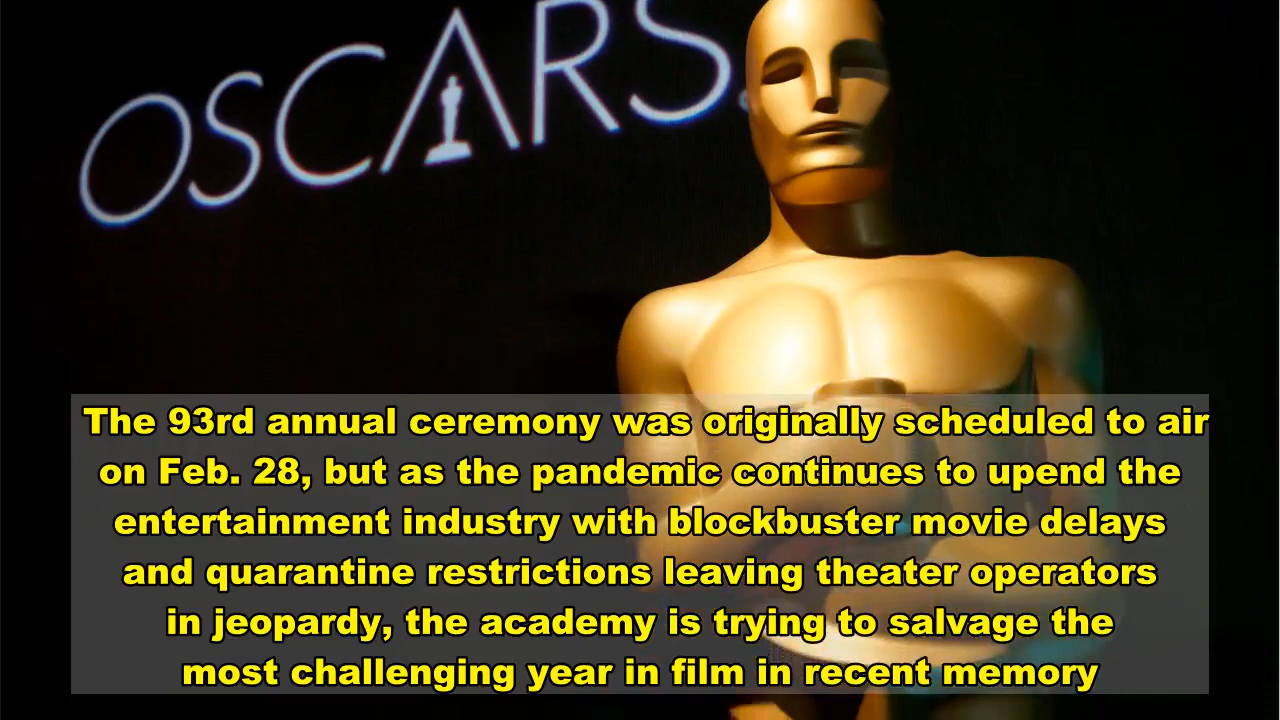 OSCARS.
The 93rd annual ceremony was originally scheduled to air
on Feb. 28, but as the pandemic continues to upend the
entertainment industry with blockbuster movie delays
and quarantine restrictions leaving theater operators
in jeopardy, the academy is trying to salvage the
most challenging year in film in recent memory